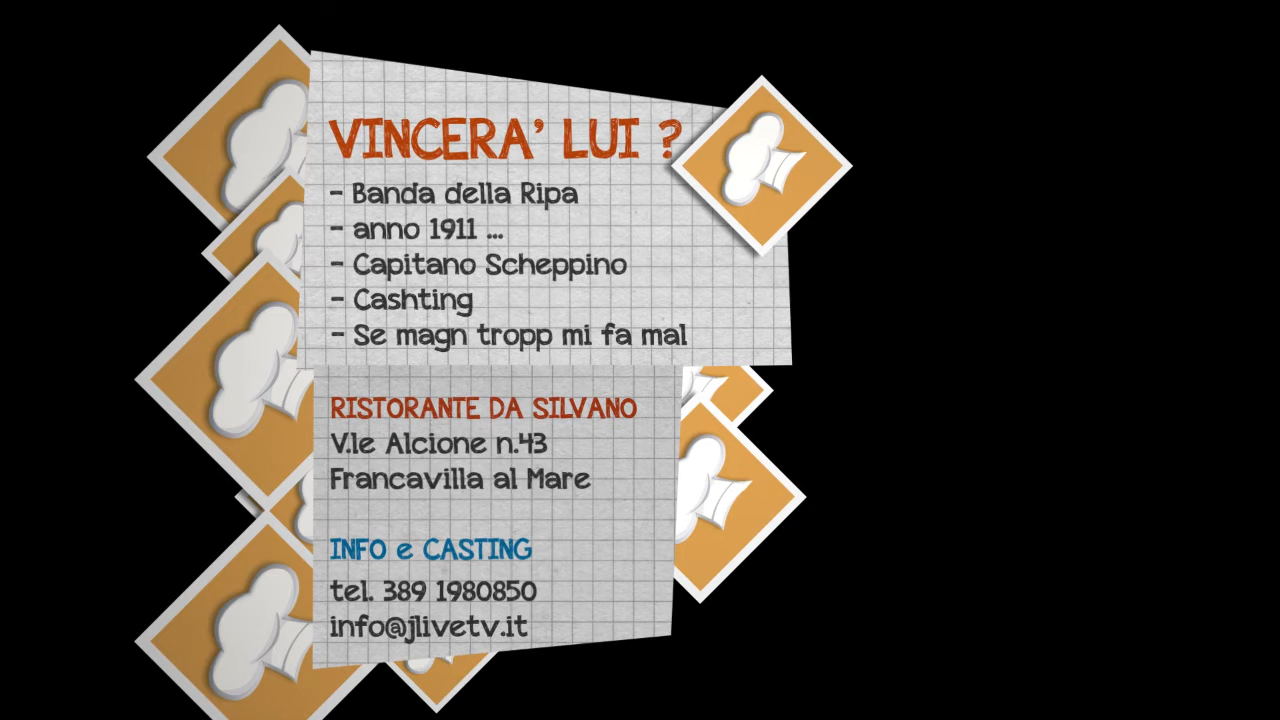 VINCERA' LUI ?
- Banda della Ripa
- anno 1911 ...
- Capitano Scheppino
- Cashting
- Se magn tropp mi fa mal
RISTORANTE DA SILVANO
V.le Alcione n.43
Francavilla al Mare
INFO e CASTING
tel. 389 1980850
info@jlivetv.it